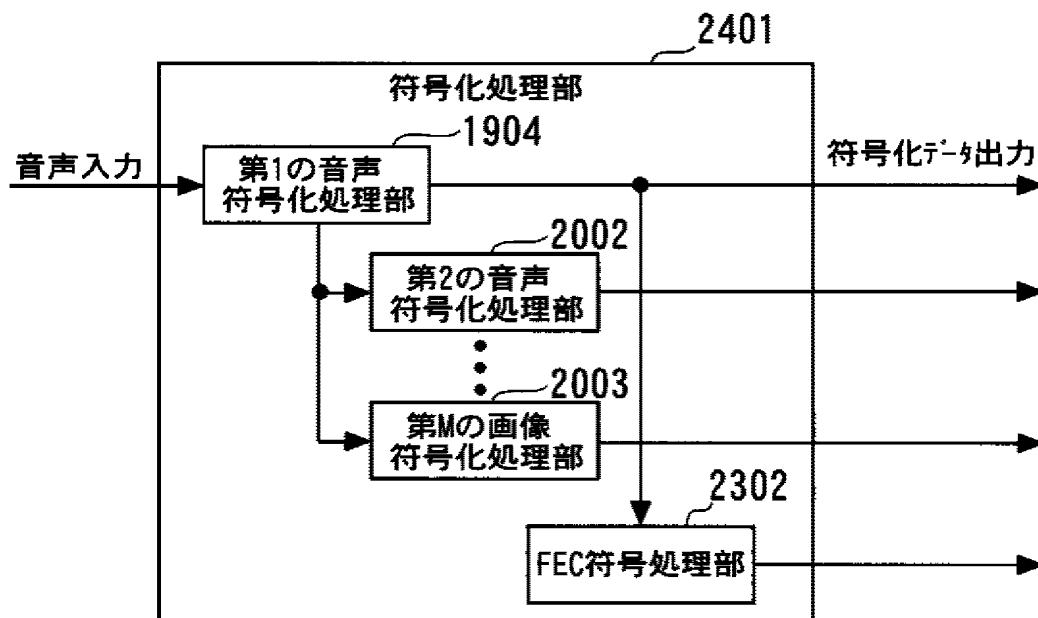 2401
符号化処理部
1904
音声入力
第1の音声
符号化処理部
符号化ﾃﾞｰﾀ出力
2002
第2の音声
符号化処理部
2003
第Mの画像
符号化処理部
2302
FEC符号処理部